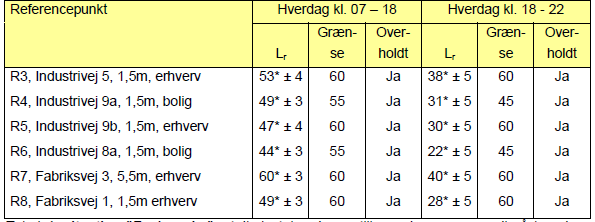 Referencepunkt Hverdag kl. 07 – 18 Hverdag kl. 18 - 22
Lr Græn-se Over-holdt Lr Græn-se Over-holdt
R3, Industrivej 5, 1,5m, erhverv 53* ± 4 60 Ja 38* ± 5 60 Ja
R4, Industrivej 9a, 1,5m, bolig 49* ± 3 55 Ja 31* ± 5 45 Ja
R5, Industrivej 9b, 1,5m, erhverv 47* ± 4 60 Ja 30* ± 5 60 Ja
R6, Industrivej 8a, 1,5m, bolig 44* ± 3 55 Ja 22* ± 5 45 Ja
R7, Fabriksvej 3, 5,5m, erhverv 60* ± 3 60 Ja 40* ± 5 60 Ja
R8, Fabriksvej 1, 1,5m erhverv 49* ± 3 60 Ja 28* ± 5 60 Ja